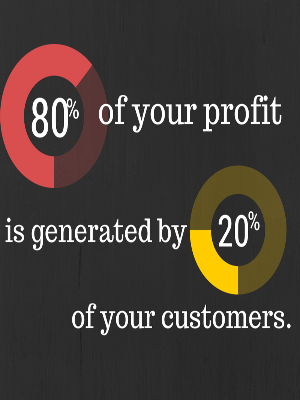 80% of your profit
is generated by 20%
of your customers.